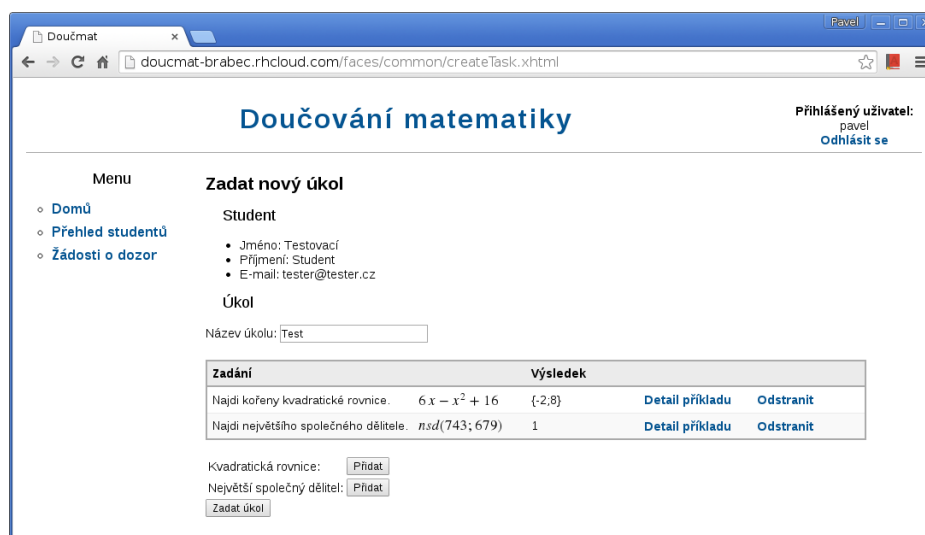 Pavel
Doučmat
doucmat-brabec.rhcloud.com/faces/common/createTask.xhtml
Doučování matematiky
Přihlášený uživatel:
pavel
Odhlásit se
Menu
Domů
Přehled studentů
Žádosti o dozor
Zadat nový úkol
Student
Jméno: Testovací
Příjmení: Student
E-mail: tester@tester.cz
Úkol
Název úkolu: Test
Zadání Výsledek
Najdi kořeny kvadratické rovnice. 6x − x² + 16 {-2;8} Detail příkladu Odstranit
Najdi největšího společného dělitele. nsd(743; 679) 1 Detail příkladu Odstranit
Kvadratická rovnice: Přidat
Největší společný dělitel: Přidat
Zadat úkol